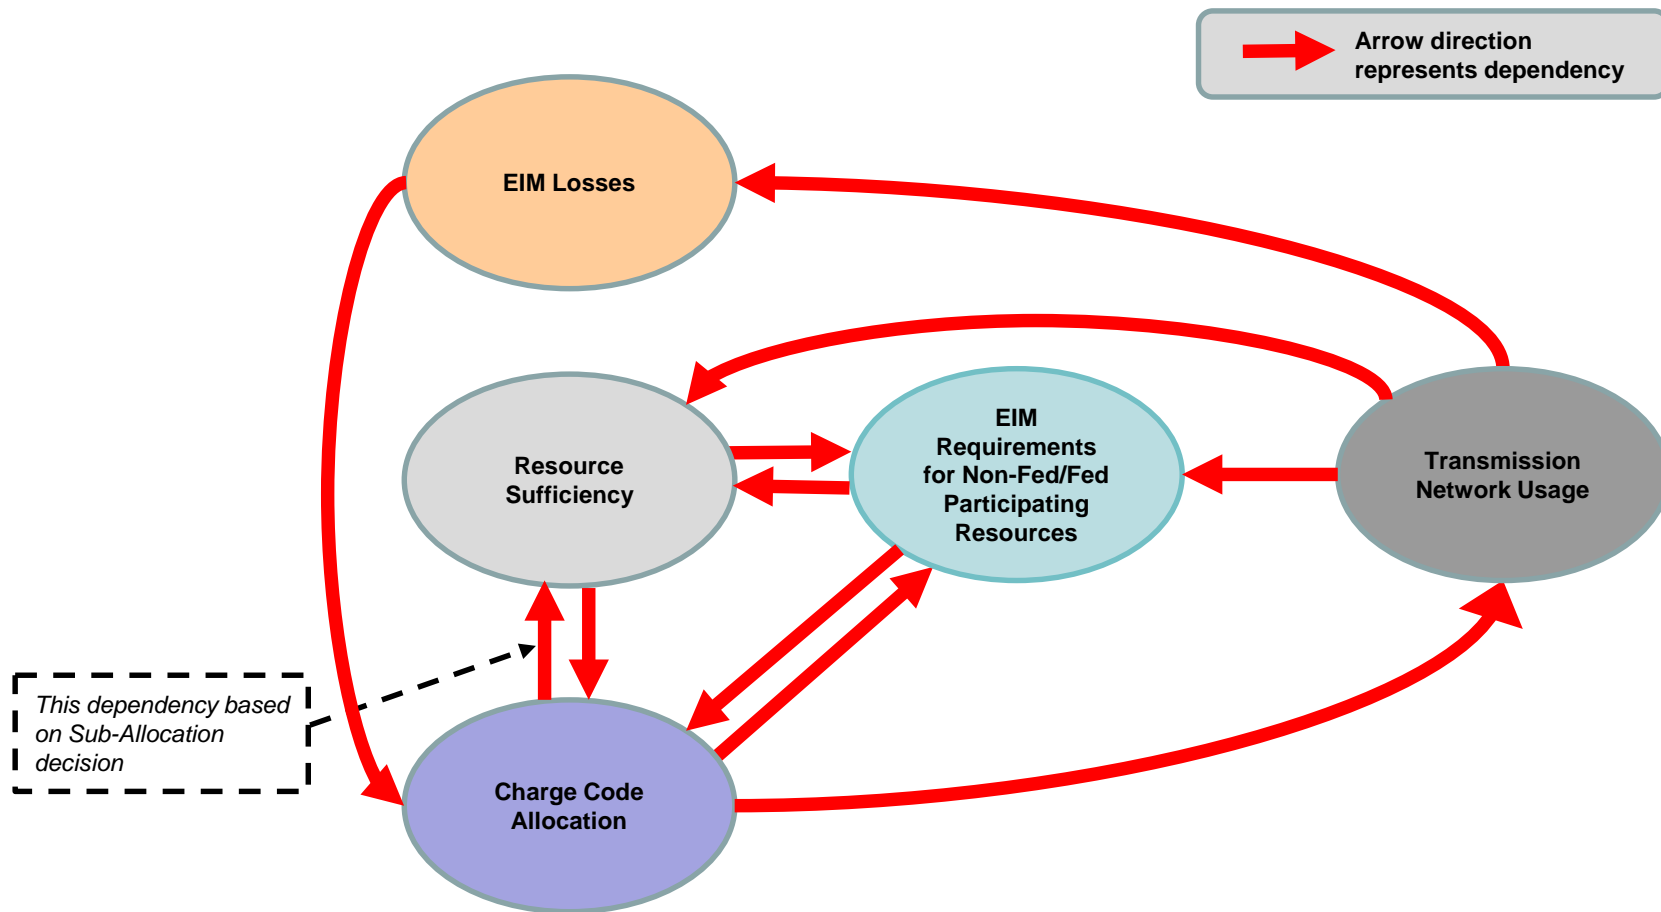 Arrow direction
represents dependency
EIM Losses
Resource
Sufficiency
EIM
Requirements
for Non-Fed/Fed
Participating
Resources
Transmission
Network Usage
This dependency based
on Sub-Allocation
decision
Charge Code
Allocation